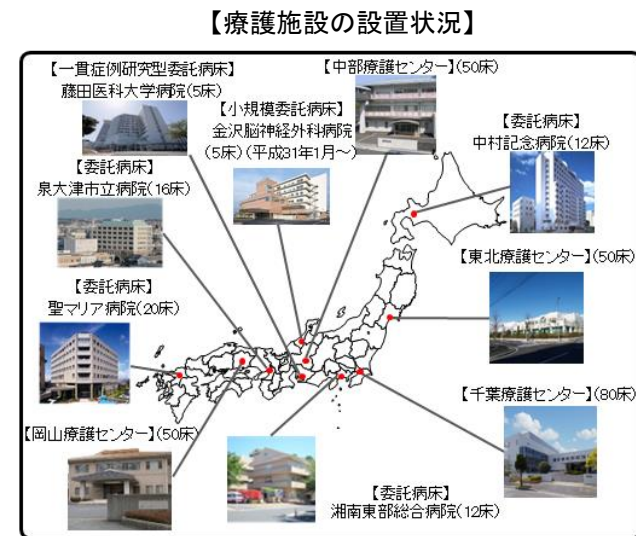 【療護施設の設置状況】
【一貫症例研究型委託病床】
藤田医科大学病院(5床)
【中部療護センター】(50床)
【小規模委託病床】
金沢脳神経外科病院
(5床)(平成31年1月～)
【委託病床】
中村記念病院(12床)
【委託病床】
泉大津市立病院(16床)
【東北療護センター】(50床)
【委託病床】
聖マリア病院(20床)
【千葉療護センター】(80床)
【岡山療護センター】(50床)
【委託病床】
湘南東部総合病院(12床)